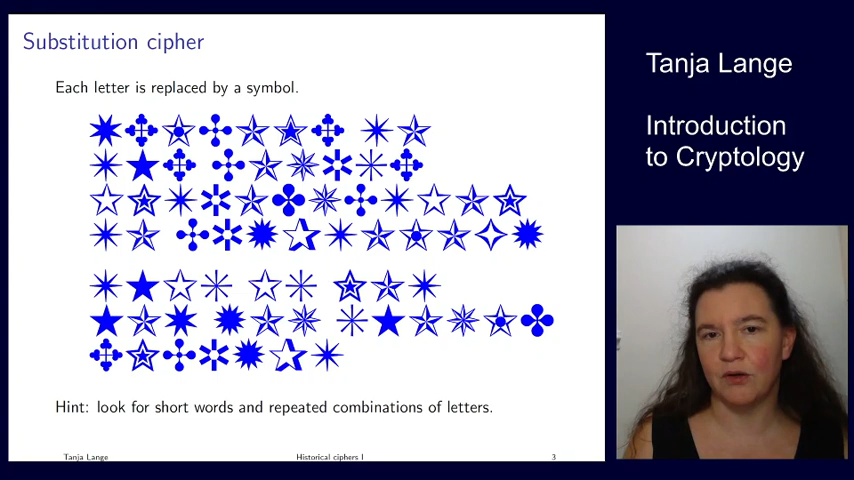 Substitution cipher
Each letter is replaced by a symbol.
Hint: look for short words and repeated combinations of letters.
Tanja Lange
Historical ciphers I
3
Tanja Lange
Introduction
to Cryptology